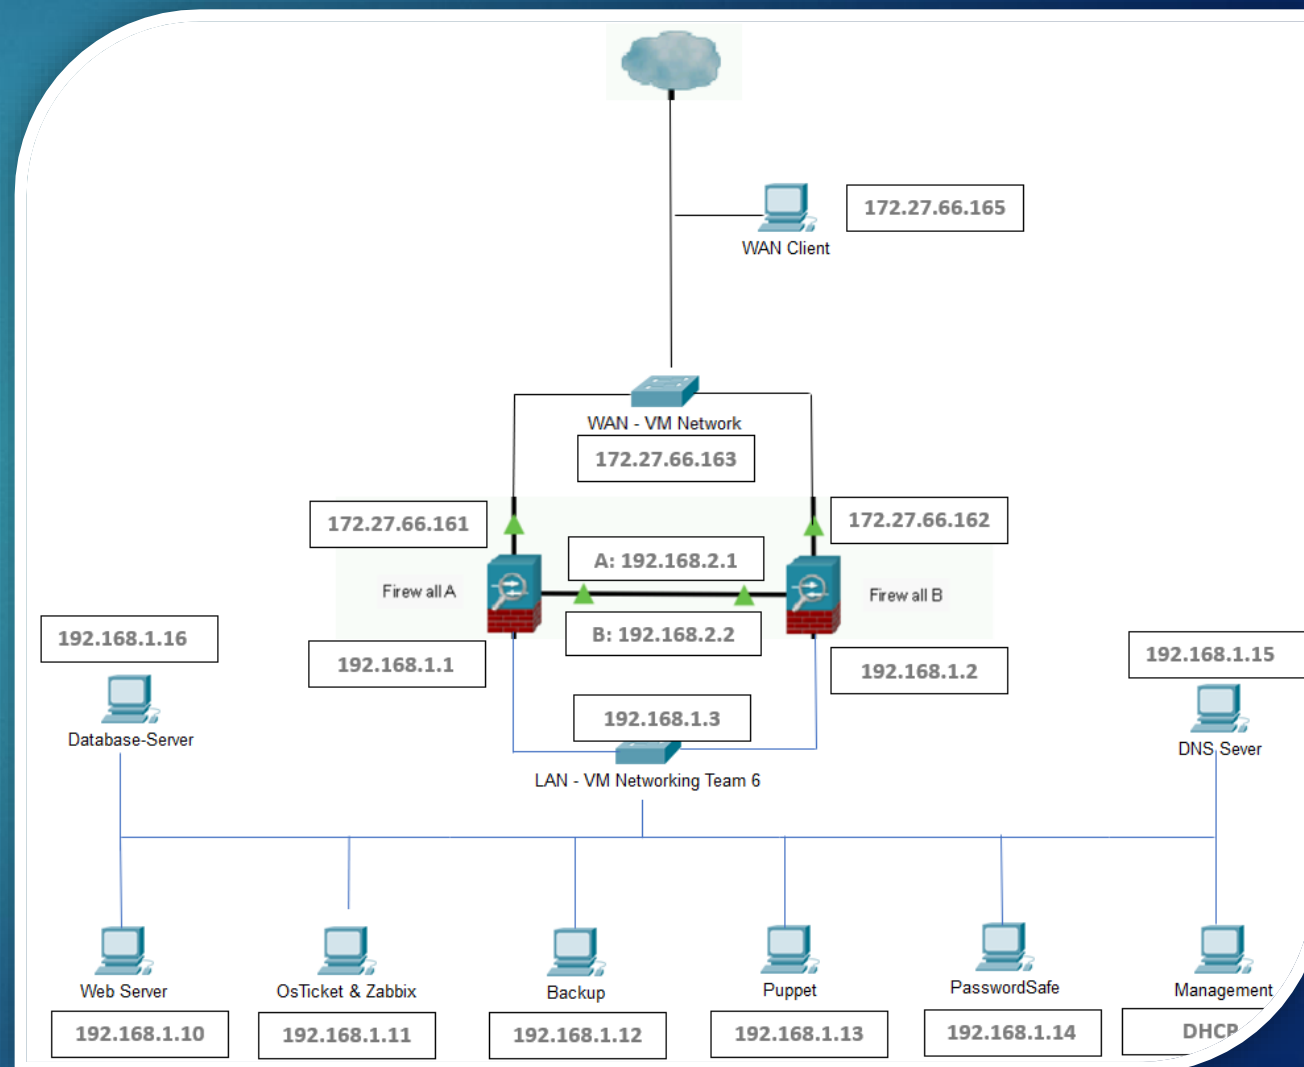 172.27.66.165
WAN Client
WAN - VM Network
172.27.66.163
172.27.66.161
172.27.66.162
A: 192.168.2.1
Firew all A
Firew all B
B: 192.168.2.2
192.168.1.16
192.168.1.1
192.168.1.2
192.168.1.15
192.168.1.3
Database-Server
DNS Sever
LAN - VM Networking Team 6
Web Server
OsTicket & Zabbix
Backup
Puppet
PasswordSafe
Management
192.168.1.10
192.168.1.11
192.168.1.12
192.168.1.13
192.168.1.14
DHCP